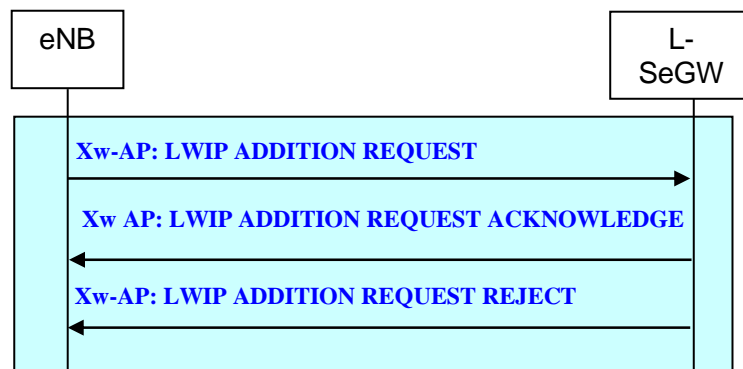 eNB
L-
SeGW
Xw-AP: LWIP ADDITION REQUEST
Xw AP: LWIP ADDITION REQUEST ACKNOWLEDGE
Xw-AP: LWIP ADDITION REQUEST REJECT